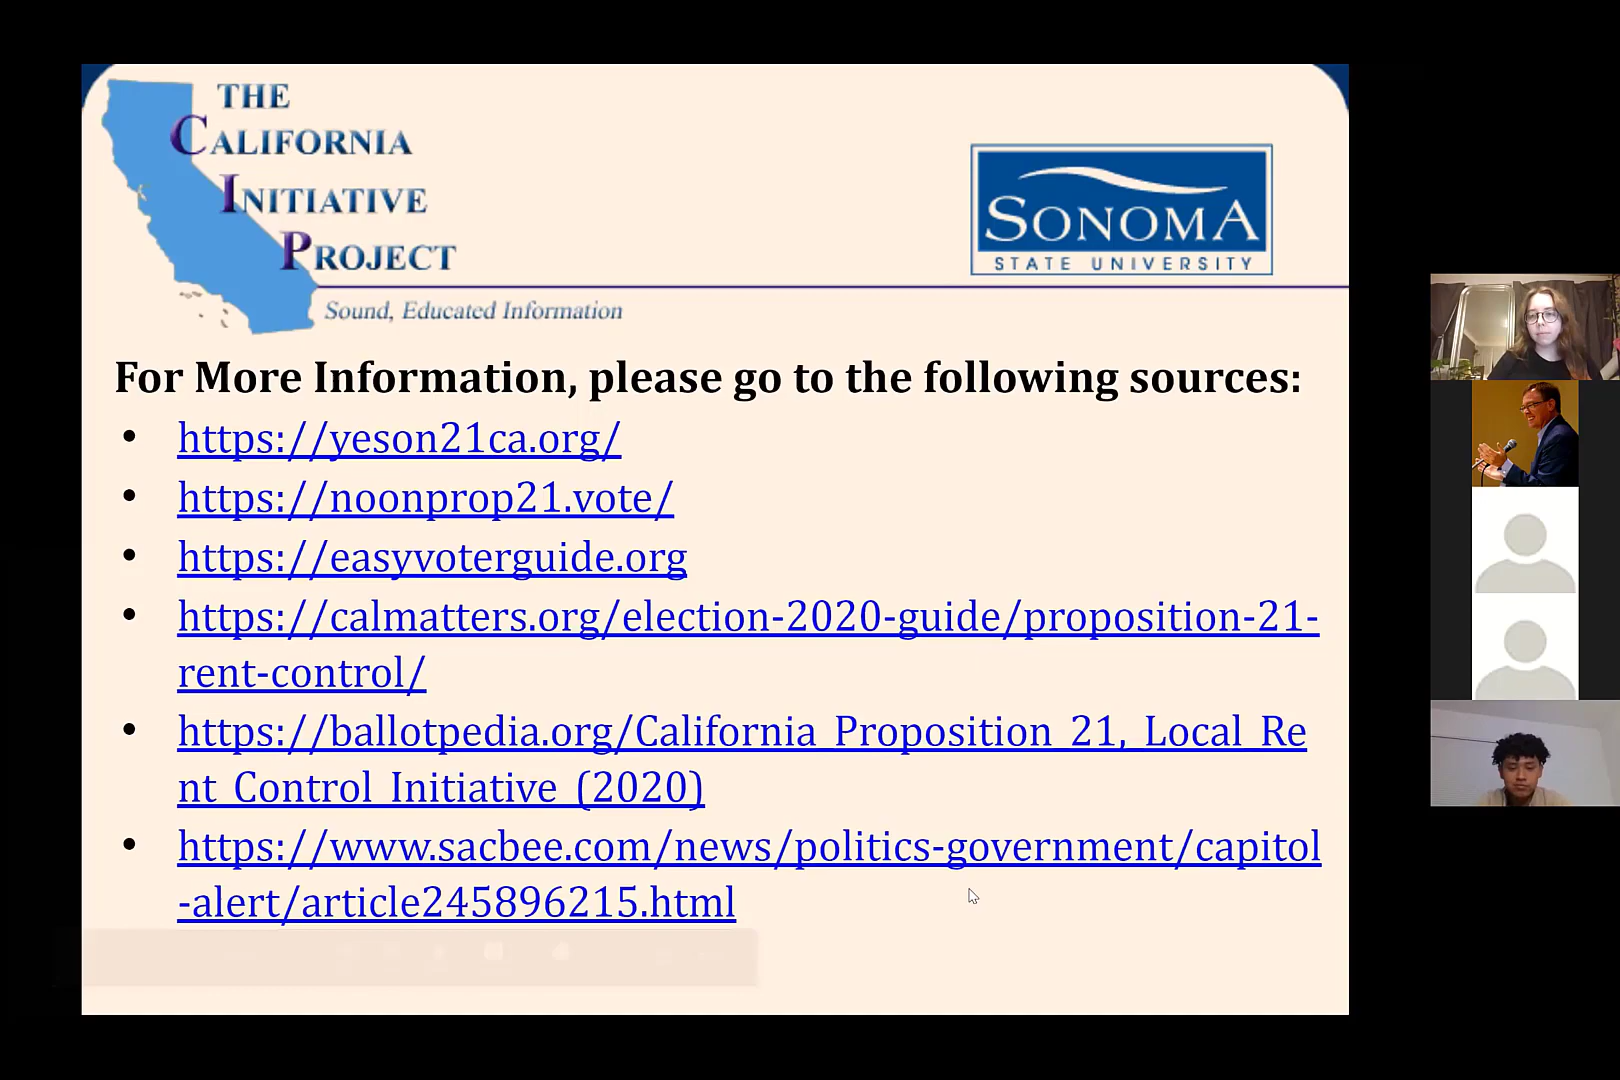 THE
CALIFORNIA
INITIATIVE
PROJECT
SONOMA
STATE UNIVERSITY
Sound, Educated Information
For More Information, please go to the following sources:
• https://yeson21ca.org/
• https://noonprop21.vote/
• https://easyvoterguide.org
• https://calmatters.org/election-2020-guide/proposition-21-
rent-control/
• https://ballotpedia.org/California_Proposition_21,_Local_Re
nt_Control_Initiative_(2020)
• https://www.sacbee.com/news/politics-government/capitol
-alert/article245896215.html